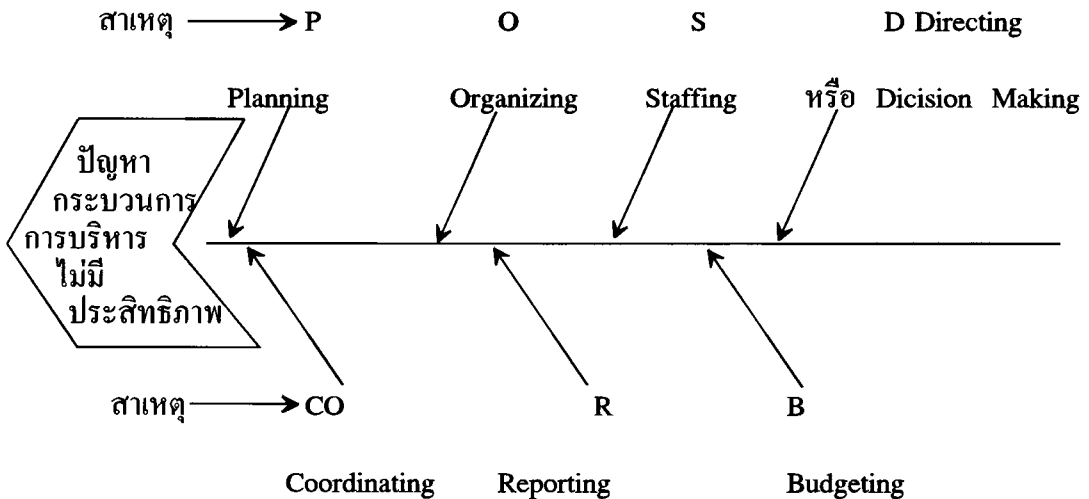 สาเหตุ P O S D Directing
Planning Organizing Staffing หรือ Dicision Making
ปัญหา
กระบวนการ
การบริหาร
ไม่มี
ประสิทธิภาพ
สาเหตุ CO R B
Coordinating Reporting Budgeting